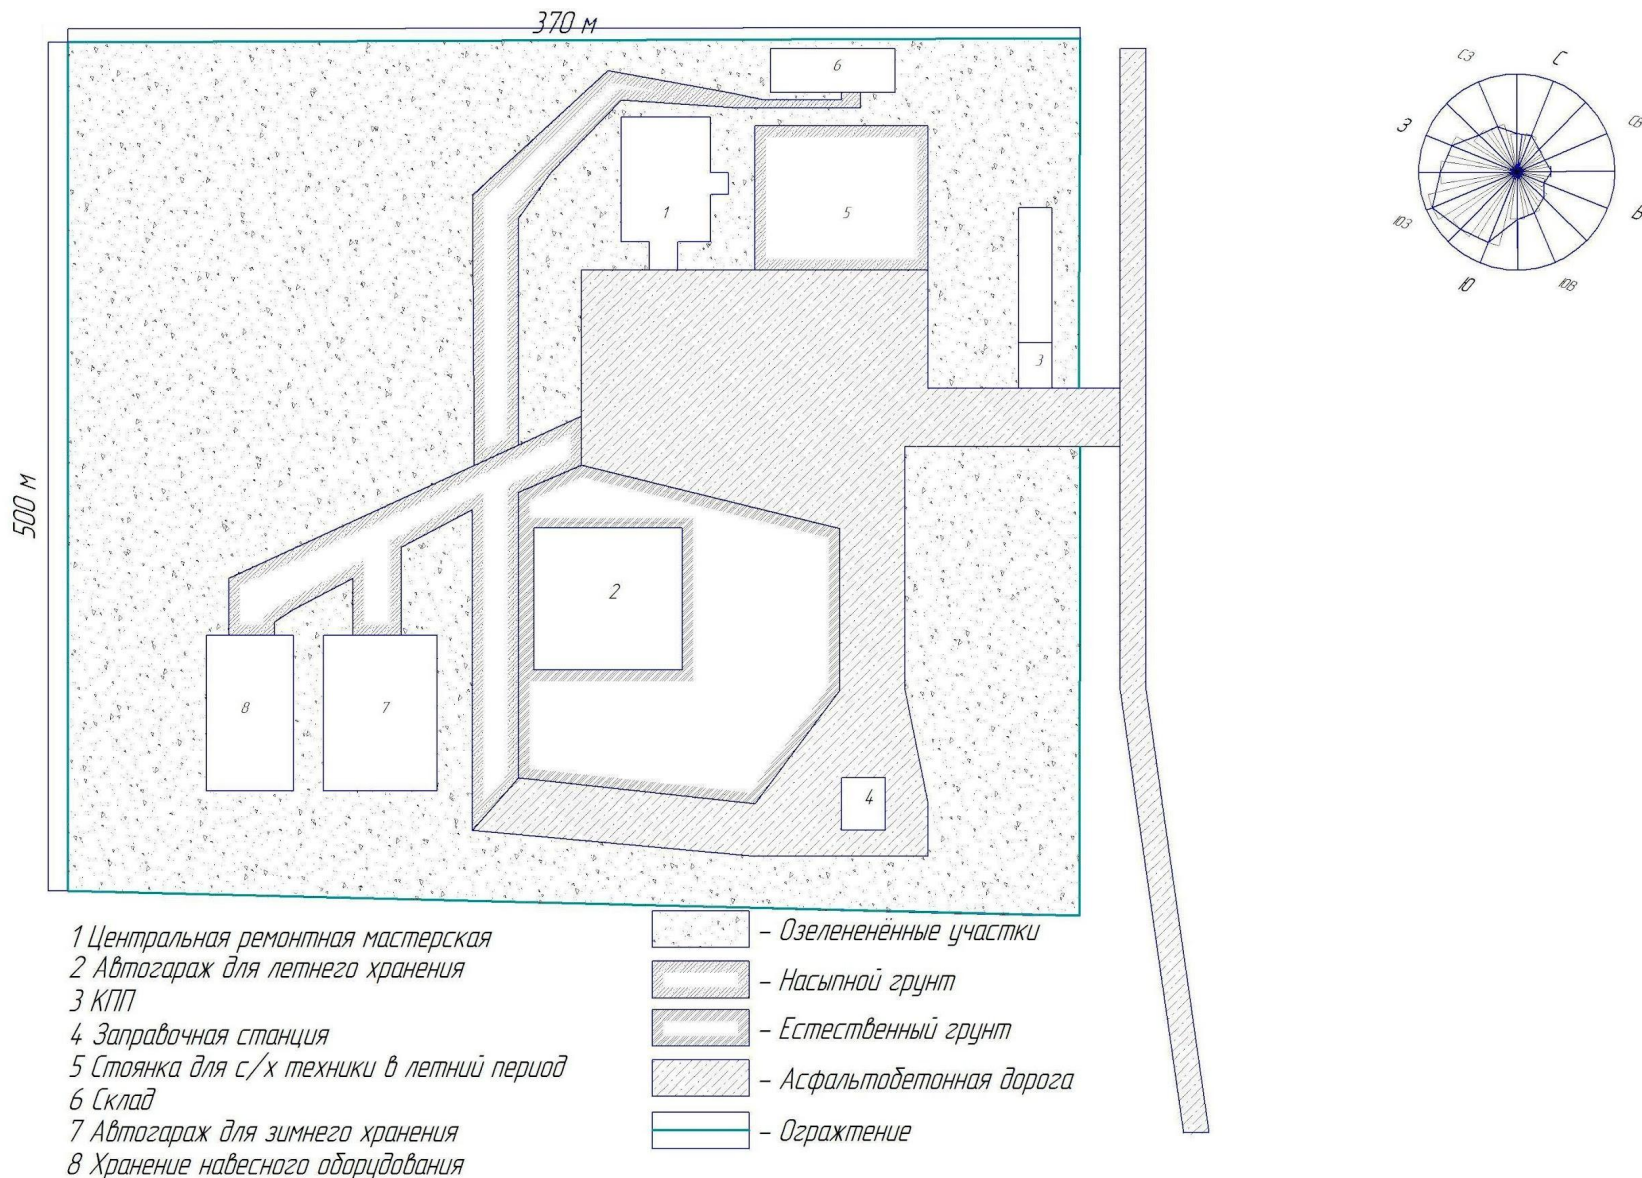 370 м
500 м
6
1
5
3
2
8
7
4
С
СЗ
СВ
З
В
ЮЗ
Ю
ЮВ
1 Центральная ремонтная мастерская
2 Автогараж для летнего хранения
3 КПП
4 Заправочная станция
5 Стоянка для с/х техники в летний период
6 Склад
7 Автогараж для зимнего хранения
8 Хранение навесного оборудования
- Озелененённые участки
- Насыпной грунт
- Естественный грунт
- Асфальтобетонная дорога
- Огражтение